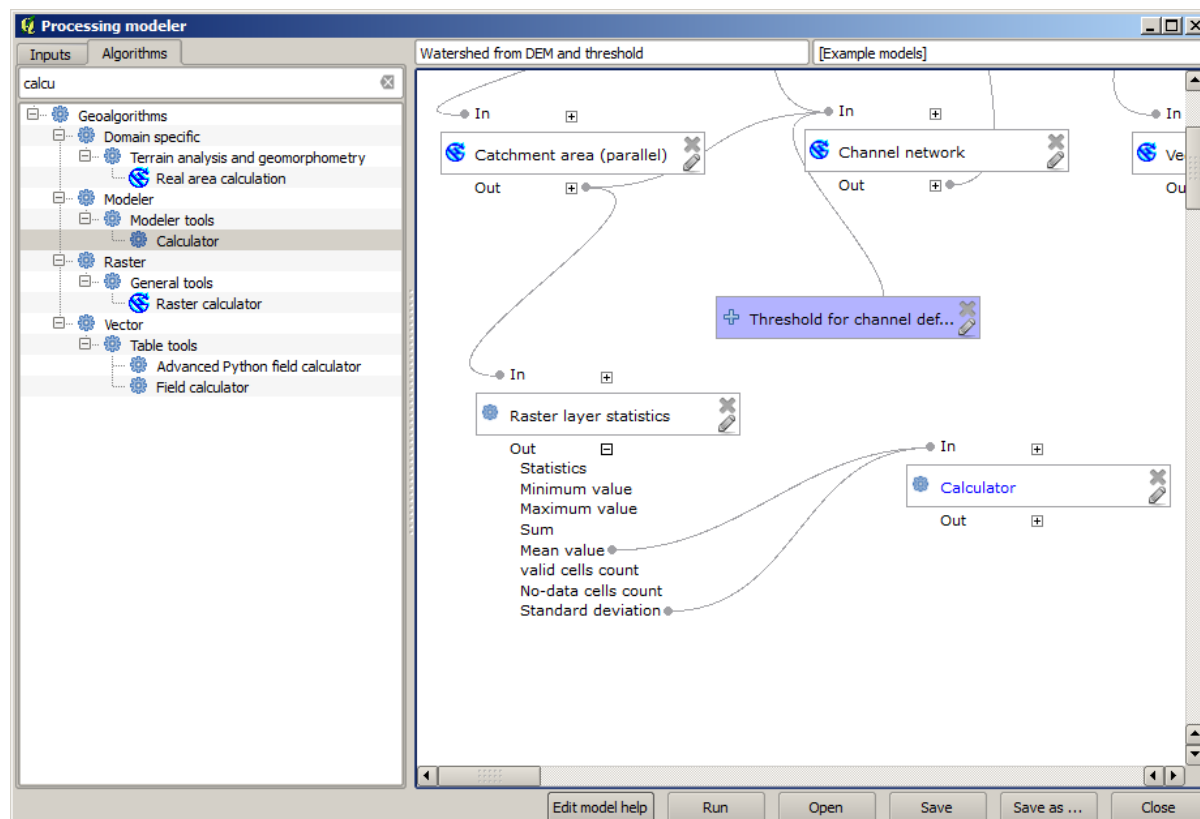 Processing modeler
Inputs
Algorithms
Watershed from DEM and threshold
[Example models]
calcu
Geoalgorithms
Domain specific
Terrain analysis and geomorphometry
Real area calculation
Modeler
Modeler tools
Calculator
Raster
General tools
Raster calculator
Vector
Table tools
Advanced Python field calculator
Field calculator
In
Catchment area (parallel)
Out
In
Channel network
Out
In
Ve
Ou
Threshold for channel def...
In
Raster layer statistics
Out
Statistics
Minimum value
Maximum value
Sum
Mean value
valid cells count
No-data cells count
Standard deviation
In
Calculator
Out
Edit model help
Run
Open
Save
Save as ...
Close